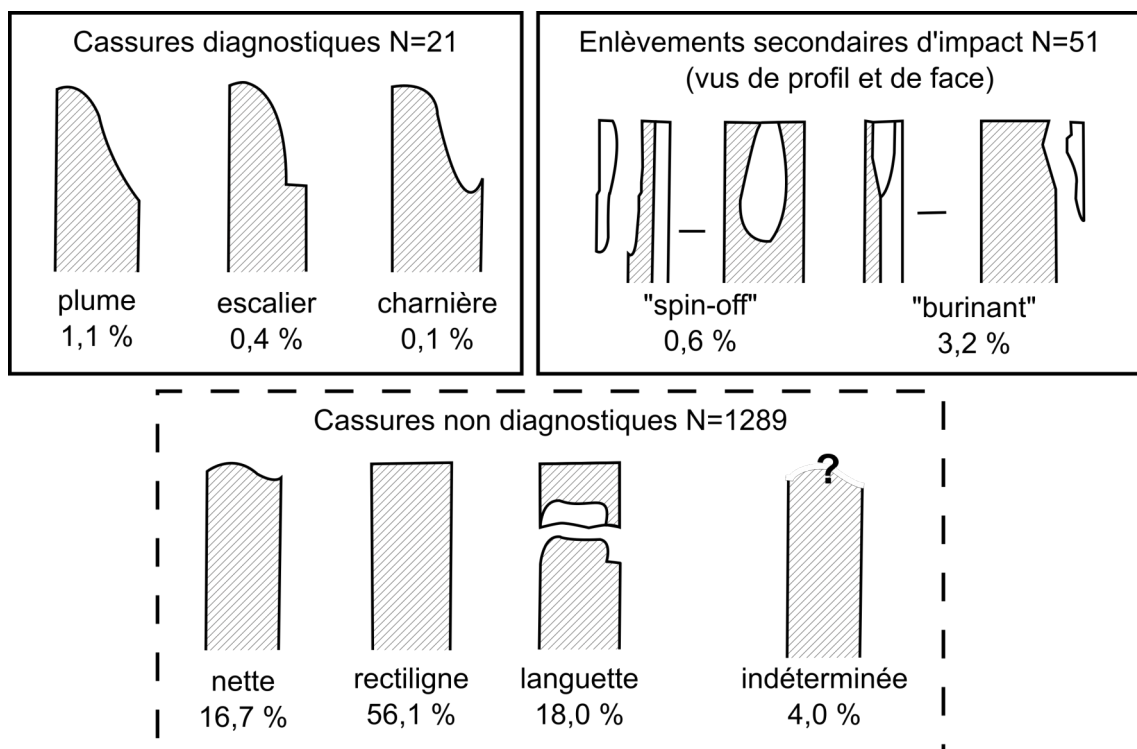 Cassures diagnostiques N=21
plume
1,1 %
escalier
0,4 %
charnière
0,1 %
Enlèvements secondaires d'impact N=51
(vus de profil et de face)
"spin-off"
0,6 %
"burinant"
3,2 %
Cassures non diagnostiques N=1289
?
nette
16,7 %
rectiligne
56,1 %
languette
18,0 %
indéterminée
4,0 %